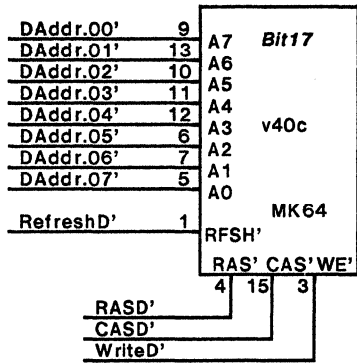 DAddr.00' 9 A7 Bit17
DAddr.01' 13 A6
DAddr.02' 10 A5
DAddr.03' 11 A4
DAddr.04' 12 A3 v40c
DAddr.05' 6 A2
DAddr.06' 7 A1
DAddr.07' 5 A0
MK64
RefreshD' 1 RFSH'
RAS' CAS' WE'
4 15 3
RASD'
CASD'
WriteD'